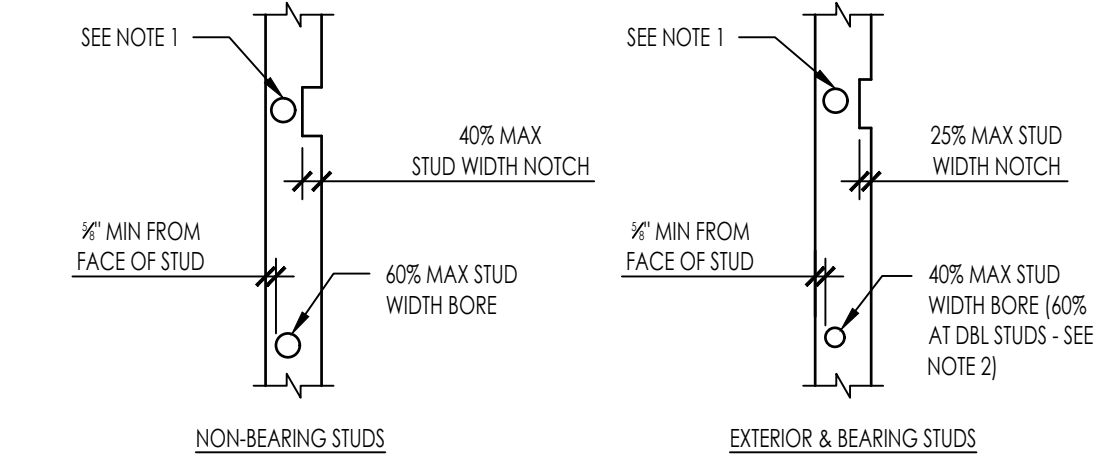 SEE NOTE 1
40% MAX
STUD WIDTH NOTCH
⅝" MIN FROM
FACE OF STUD
60% MAX STUD
WIDTH BORE
NON-BEARING STUDS
SEE NOTE 1
25% MAX STUD
WIDTH NOTCH
⅝" MIN FROM
FACE OF STUD
40% MAX STUD
WIDTH BORE (60%
AT DBL STUDS - SEE
NOTE 2)
EXTERIOR & BEARING STUDS